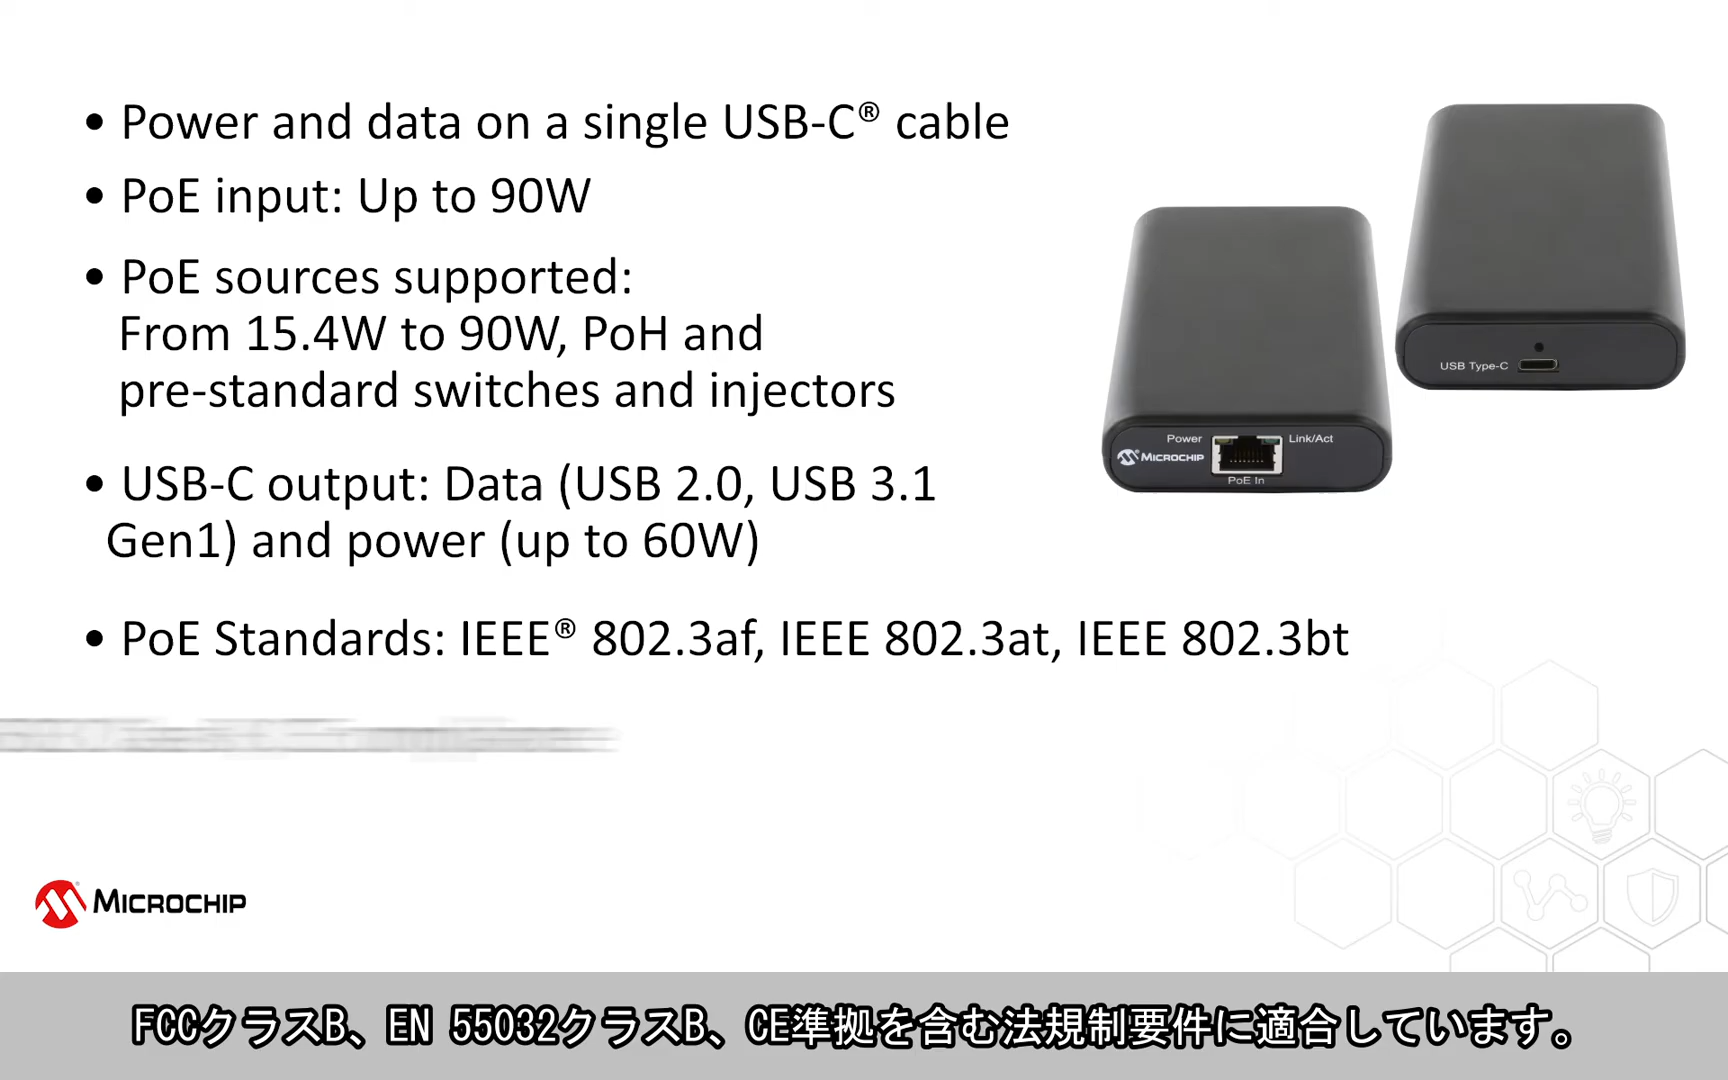 • Power and data on a single USB-C® cable
• PoE input: Up to 90W
• PoE sources supported:
From 15.4W to 90W, PoH and
pre-standard switches and injectors
• USB-C output: Data (USB 2.0, USB 3.1
Gen1) and power (up to 60W)
• PoE Standards: IEEE® 802.3af, IEEE 802.3at, IEEE 802.3bt
USB Type-C
Power
Link/Act
MICROCHIP
PoE In
MICROCHIP
FCCクラスB、EN 55032クラスB、CE準拠を含む法規制要件に適合しています。